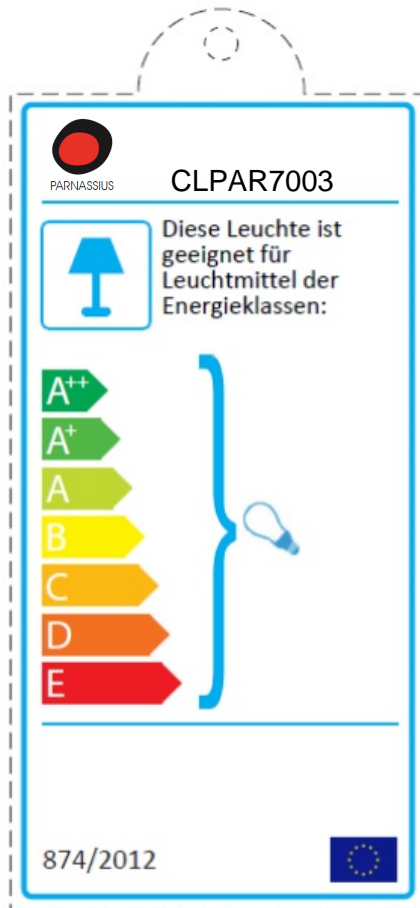 PARNASSIUS
CLPAR7003
Diese Leuchte ist
geeignet für
Leuchtmittel der
Energieklassen:
A++
A+
A
B
C
D
E
874/2012